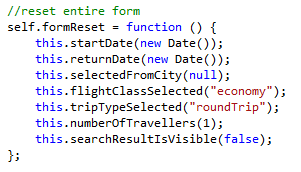 //reset entire form
self.formReset = function () {
    this.startDate(new Date());
    this.returnDate(new Date());
    this.selectedFromCity(null);
    this.flightClassSelected("economy");
    this.tripTypeSelected("roundTrip");
    this.numberOfTravellers(1);
    this.searchResultIsVisible(false);
};